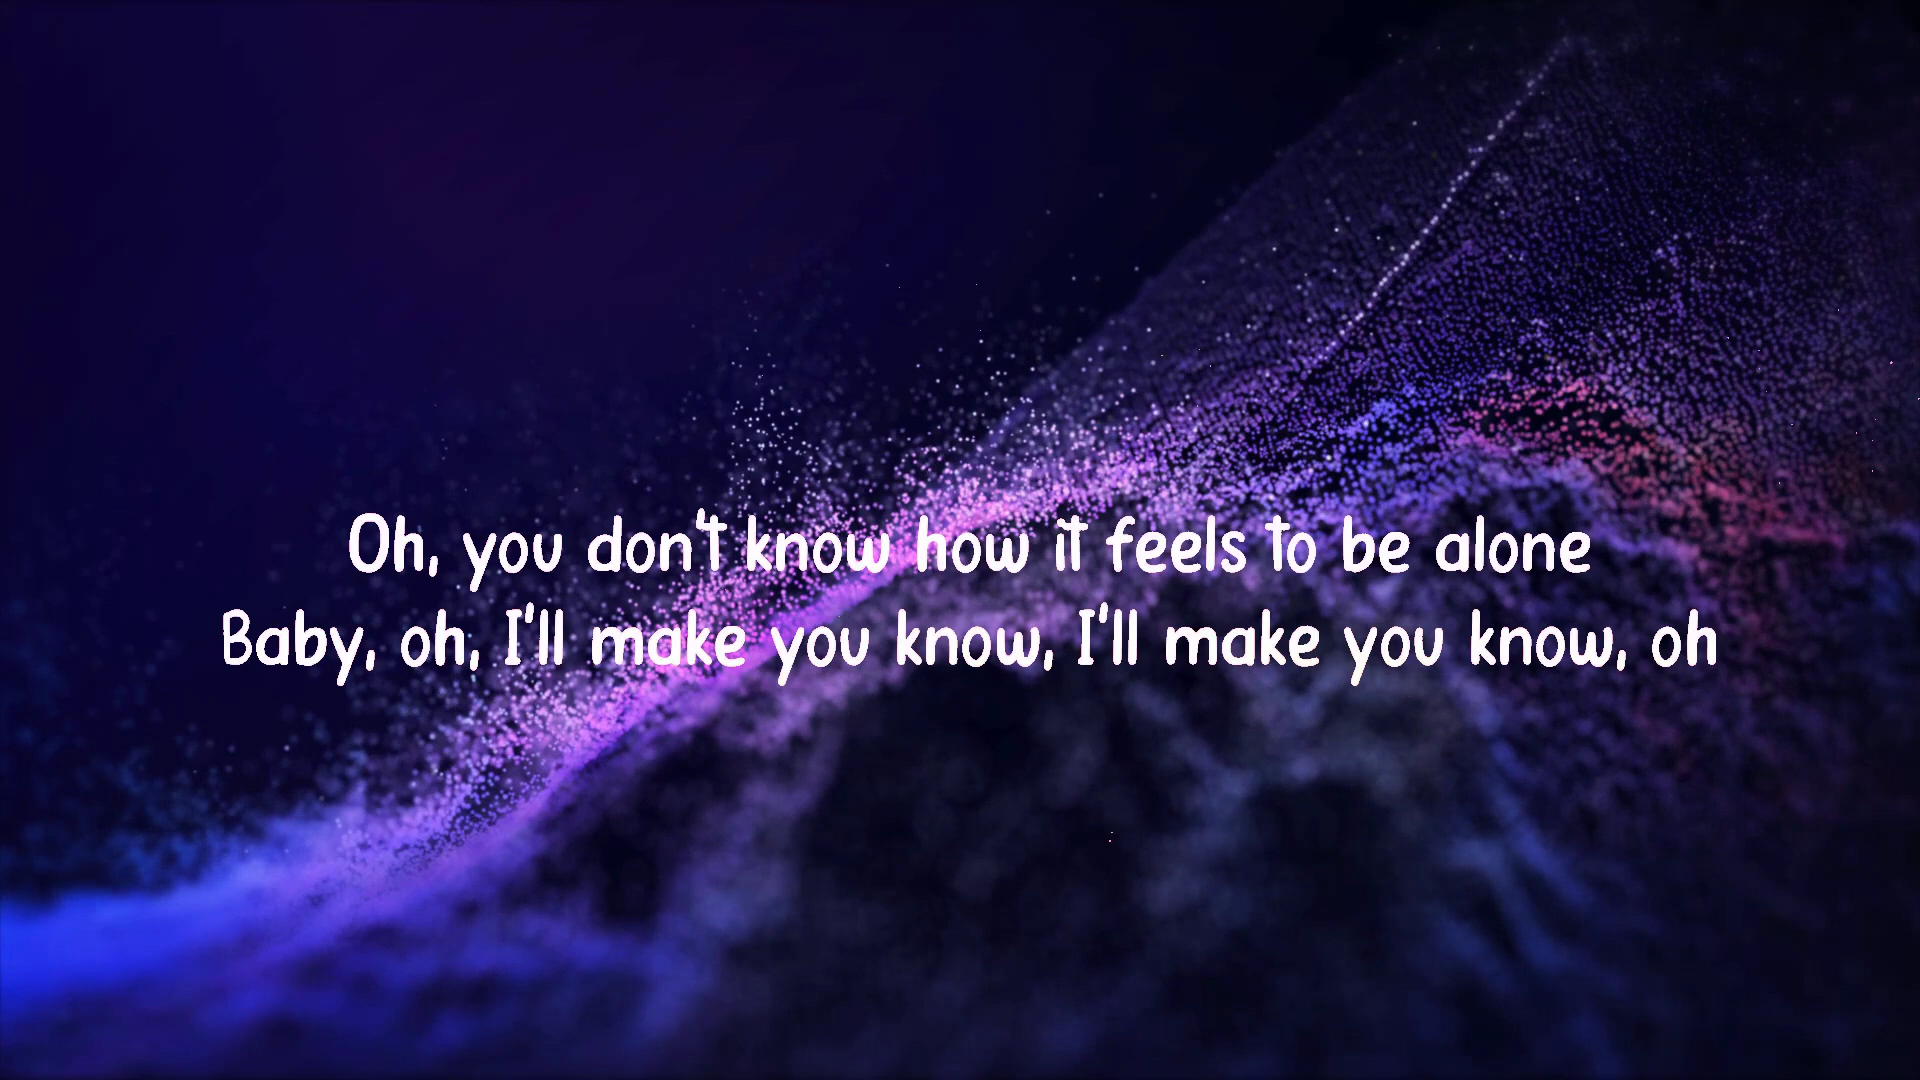 Oh, you don't know how it feels to be alone
Baby, oh, I'll make you know, I'll make you know, oh